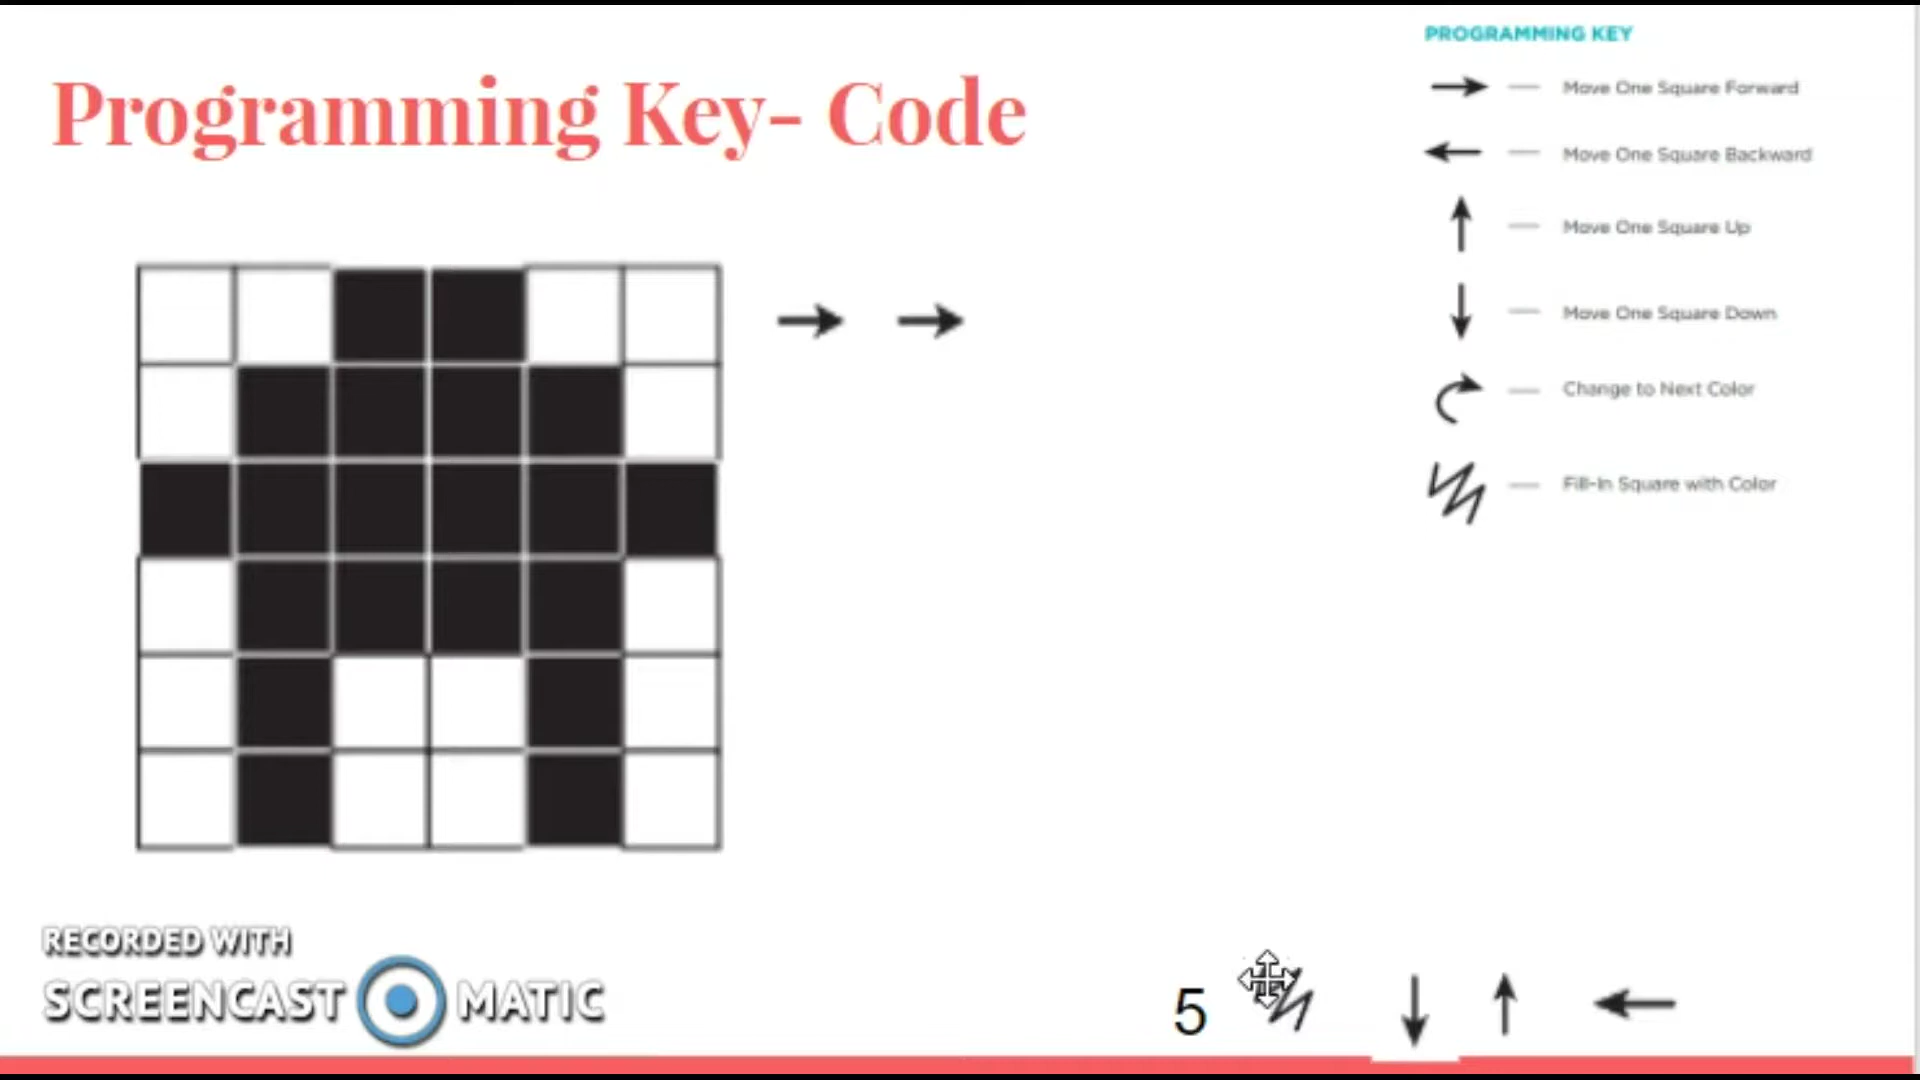 PROGRAMMING KEY
Programming Key- Code
Move One Square Forward
Move One Square Backward
Move One Square Up
Move One Square Down
Change to Next Color
Fill-In Square with Color
RECORDED WITH
SCREENCAST MATIC
5